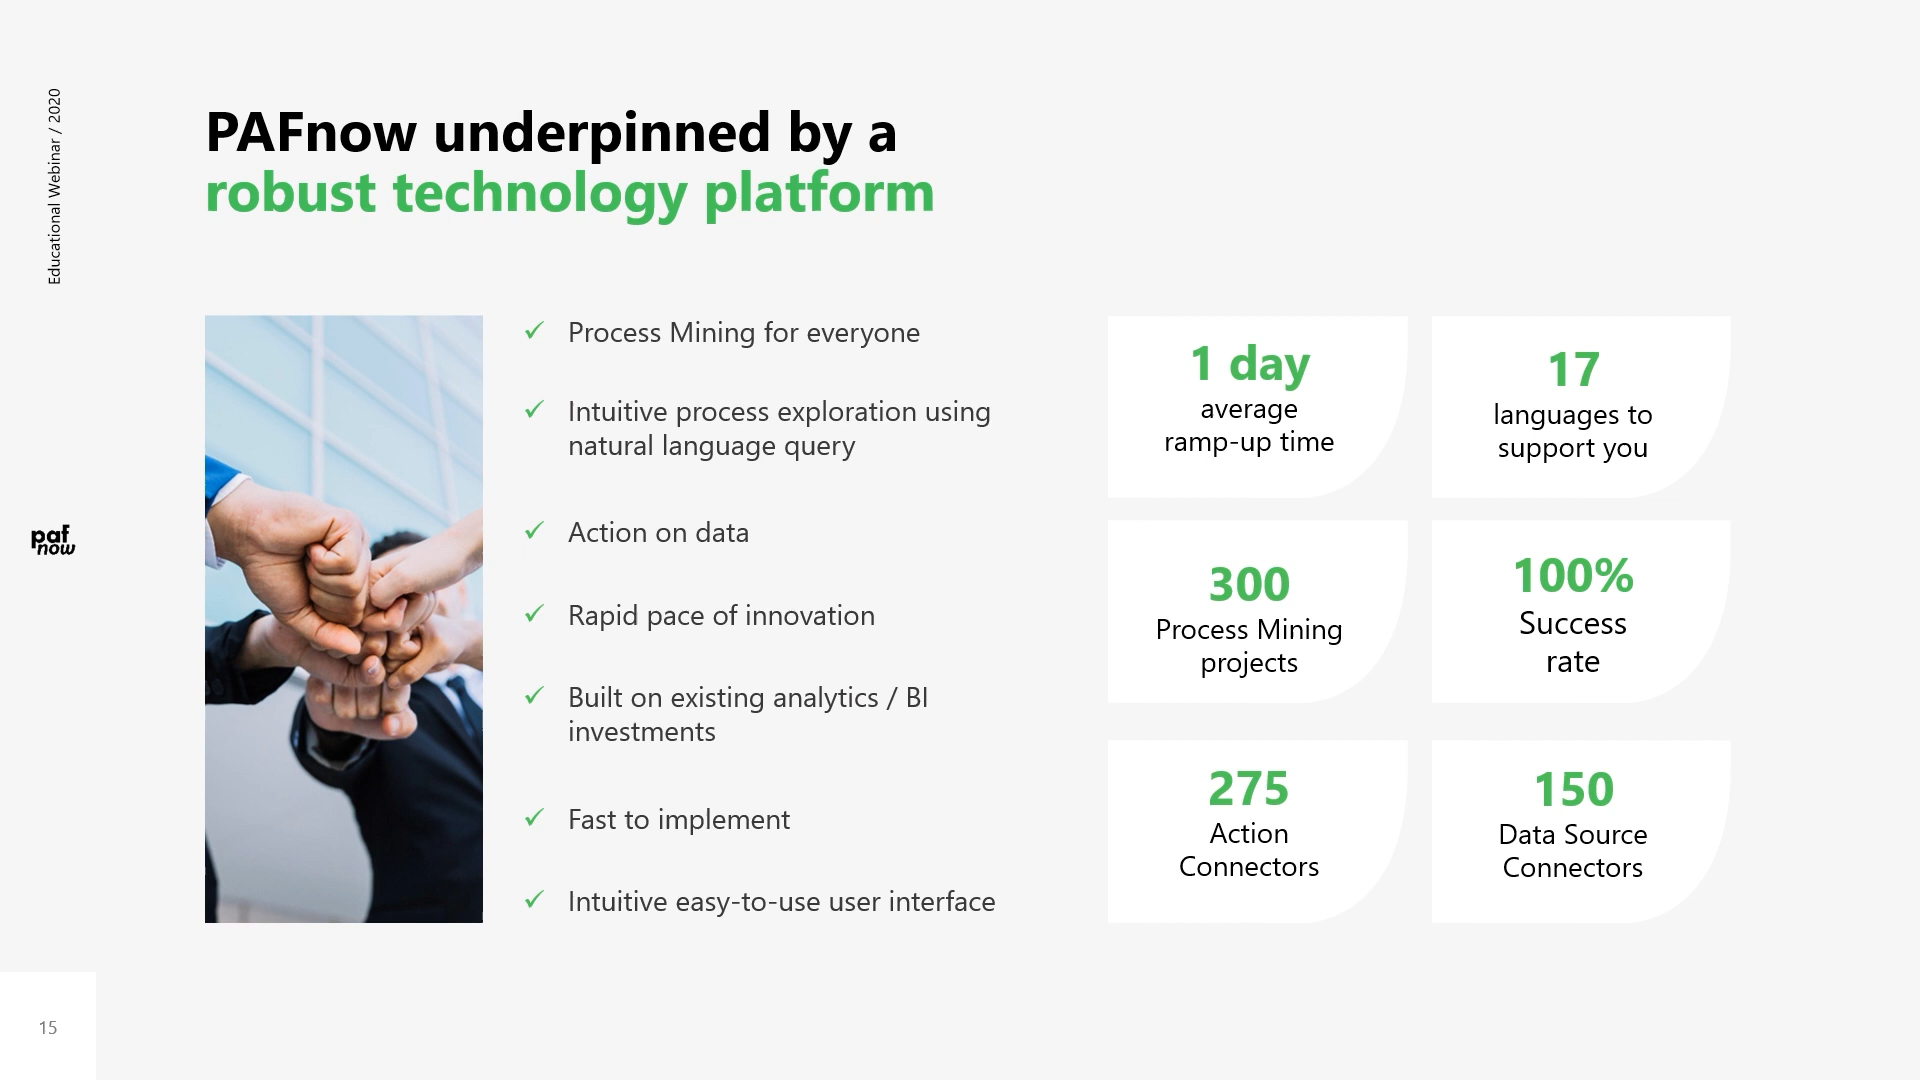 Educational Webinar / 2020
PAFnow underpinned by a
robust technology platform
paf
now
✓ Process Mining for everyone
✓ Intuitive process exploration using
natural language query
✓ Action on data
✓ Rapid pace of innovation
✓ Built on existing analytics / BI
investments
✓ Fast to implement
✓ Intuitive easy-to-use user interface
1 day
average
ramp-up time
17
languages to
support you
300
Process Mining
projects
100%
Success
rate
275
Action
Connectors
150
Data Source
Connectors
15